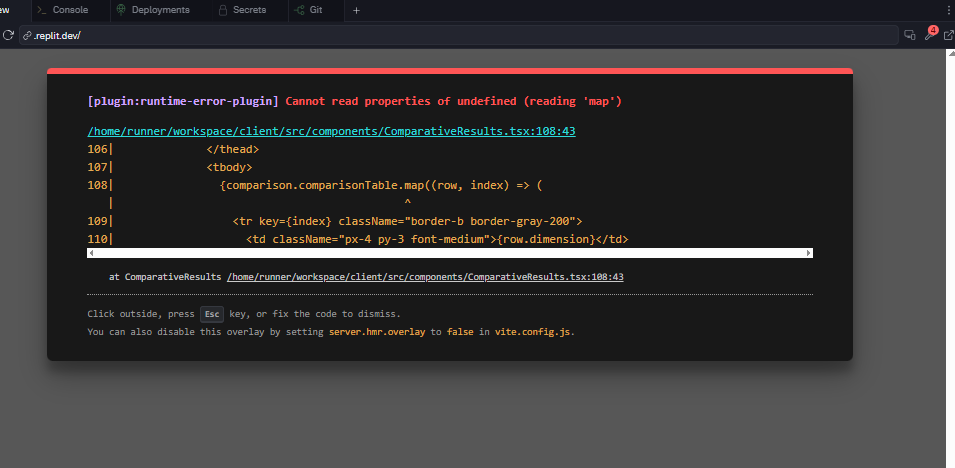 ew
>_ Console
Deployments
Secrets
Git
+
.replit.dev/
4
[plugin:runtime-error-plugin] Cannot read properties of undefined (reading 'map')
/home/runner/workspace/client/src/components/ComparativeResults.tsx:108:43
106| </thead>
107| <tbody>
108| {comparison.comparisonTable.map((row, index) => (
| ^
109| <tr key={index} className="border-b border-gray-200">
110| <td className="px-4 py-3 font-medium">{row.dimension}</td>
at ComparativeResults /home/runner/workspace/client/src/components/ComparativeResults.tsx:108:43
Click outside, press Esc key, or fix the code to dismiss.
You can also disable this overlay by setting server.hmr.overlay to false in vite.config.js.